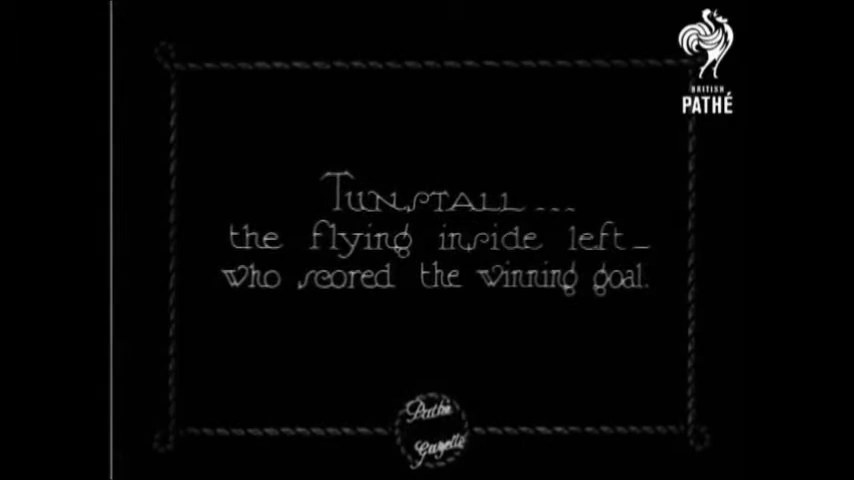 BRITISH
PATHÉ
TUNSTALL ...
the flying inside left —
who scored the winning goal.
Pathé
Gazette